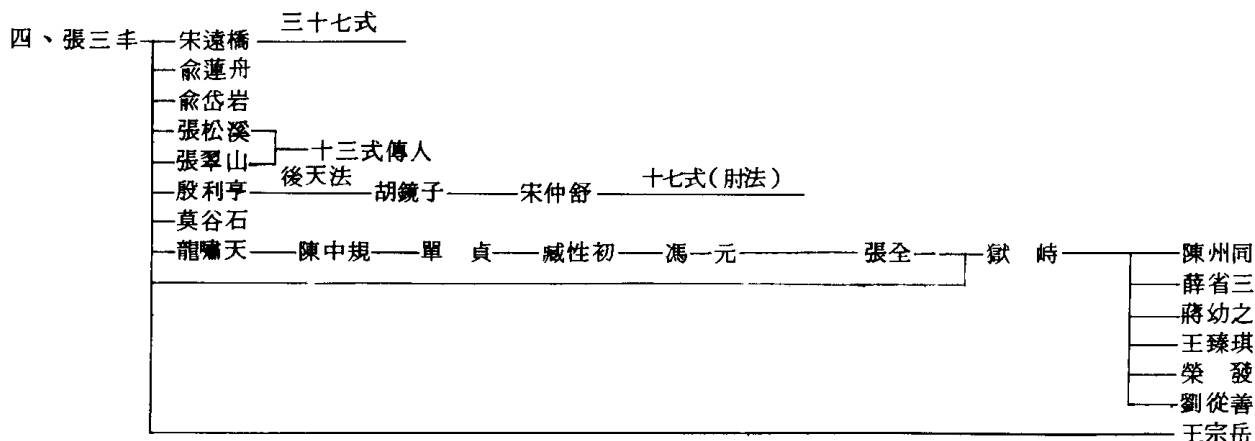 三十七式
四、張三丰 宋遠橋
俞蓮舟
俞岱岩
張松溪
十三式傳人
張翠山
後天法 十七式(肘法)
殷利亨 胡鏡子 宋仲舒
莫谷石
龍嘯天 陳中規 單 貞 臧性初 馮一元 張全一 獄 峙 陳州同
薛省三
蔣幼之
王臻琪
榮 發
劉從善
王宗岳